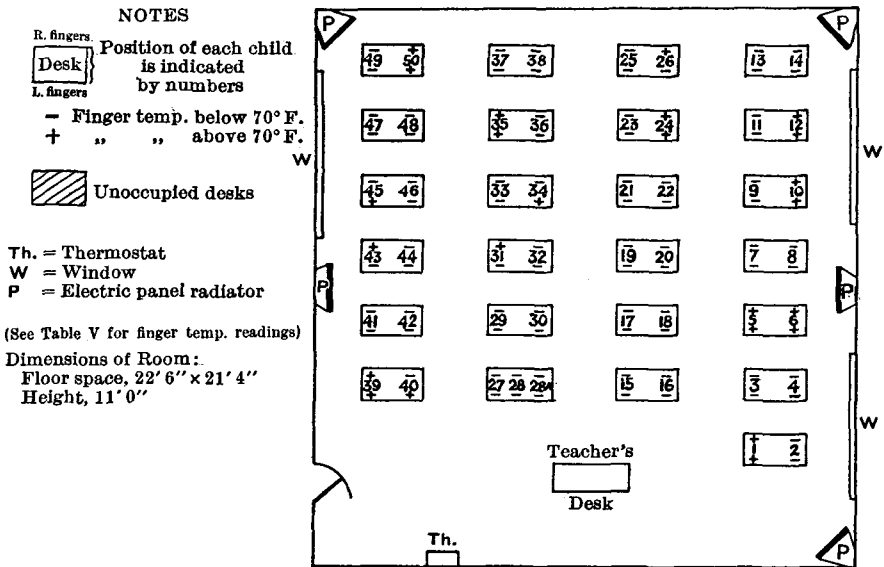 NOTES
R. fingers.
Desk
L. fingers
Position of each child
is indicated
by numbers
− Finger temp. below 70° F.
+ „ „ above 70° F.
Unoccupied desks
Th. = Thermostat
W = Window
P = Electric panel radiator
(See Table V for finger temp. readings)
Dimensions of Room:
Floor space, 22′ 6″ × 21′ 4″
Height, 11′ 0″
P P
49 50 37 38 25 26 13 14
47 48 35 36 23 24 11 12
W W
45 46 33 34 21 22 9 10
43 44 31 32 19 20 7 8
P P
41 42 29 30 17 18 5 6
39 40 27 28 28A 15 16 3 4
W
1 2
Teacher's
Desk
Th.
P